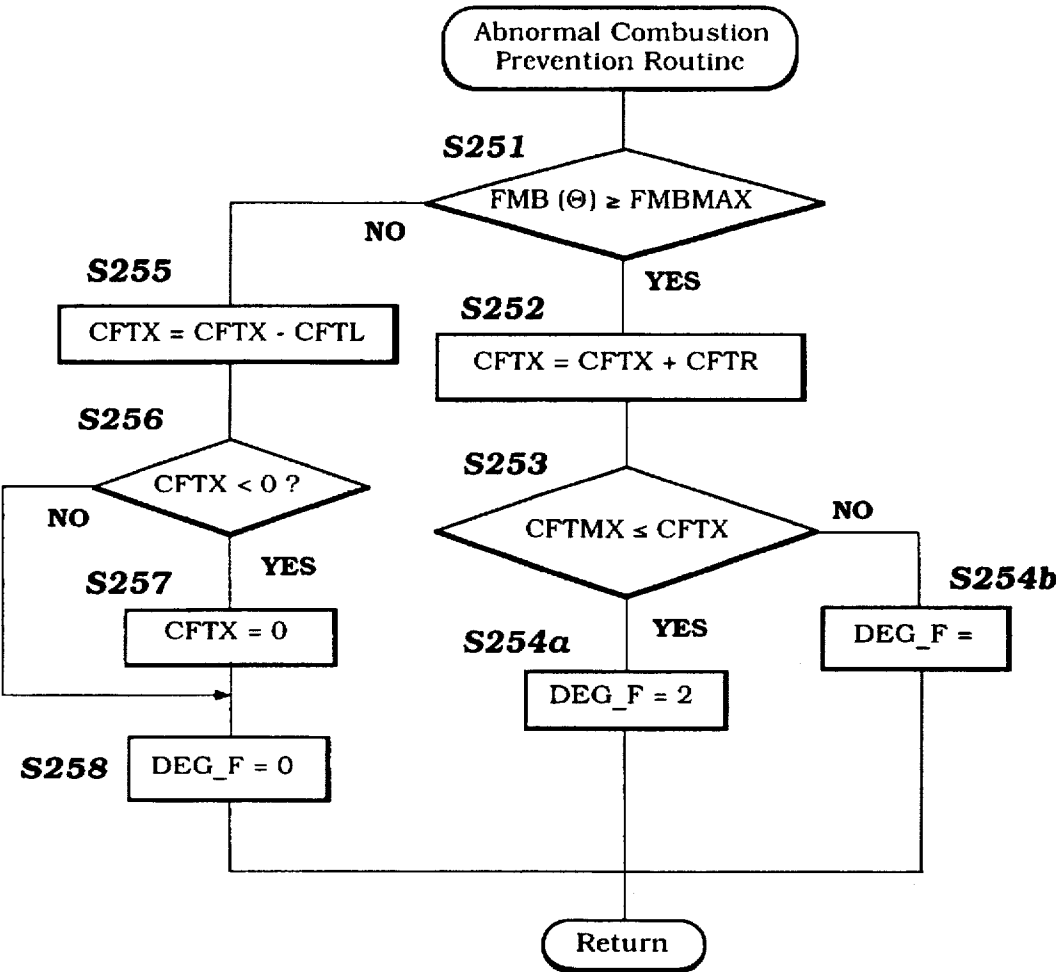 Abnormal Combustion
Prevention Routine
S251
FMB (Θ) ≥ FMBMAX
NO
YES
S255
CFTX = CFTX - CFTL
S252
CFTX = CFTX + CFTR
S256
CFTX < 0 ?
NO
YES
S253
CFTMX ≤ CFTX
NO
YES
S257
CFTX = 0
S254a
DEG_F = 2
S254b
DEG_F =
S258
DEG_F = 0
Return